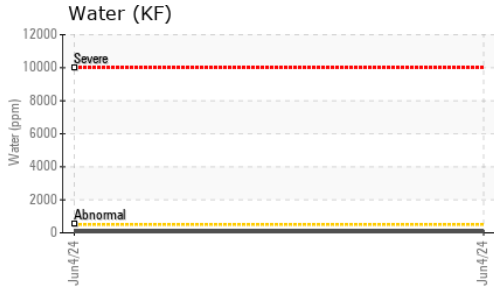 Water (KF)
12000
10000
8000
6000
4000
2000
0
Water (ppm)
Severe
Abnormal
Jun4/24
Jun4/24